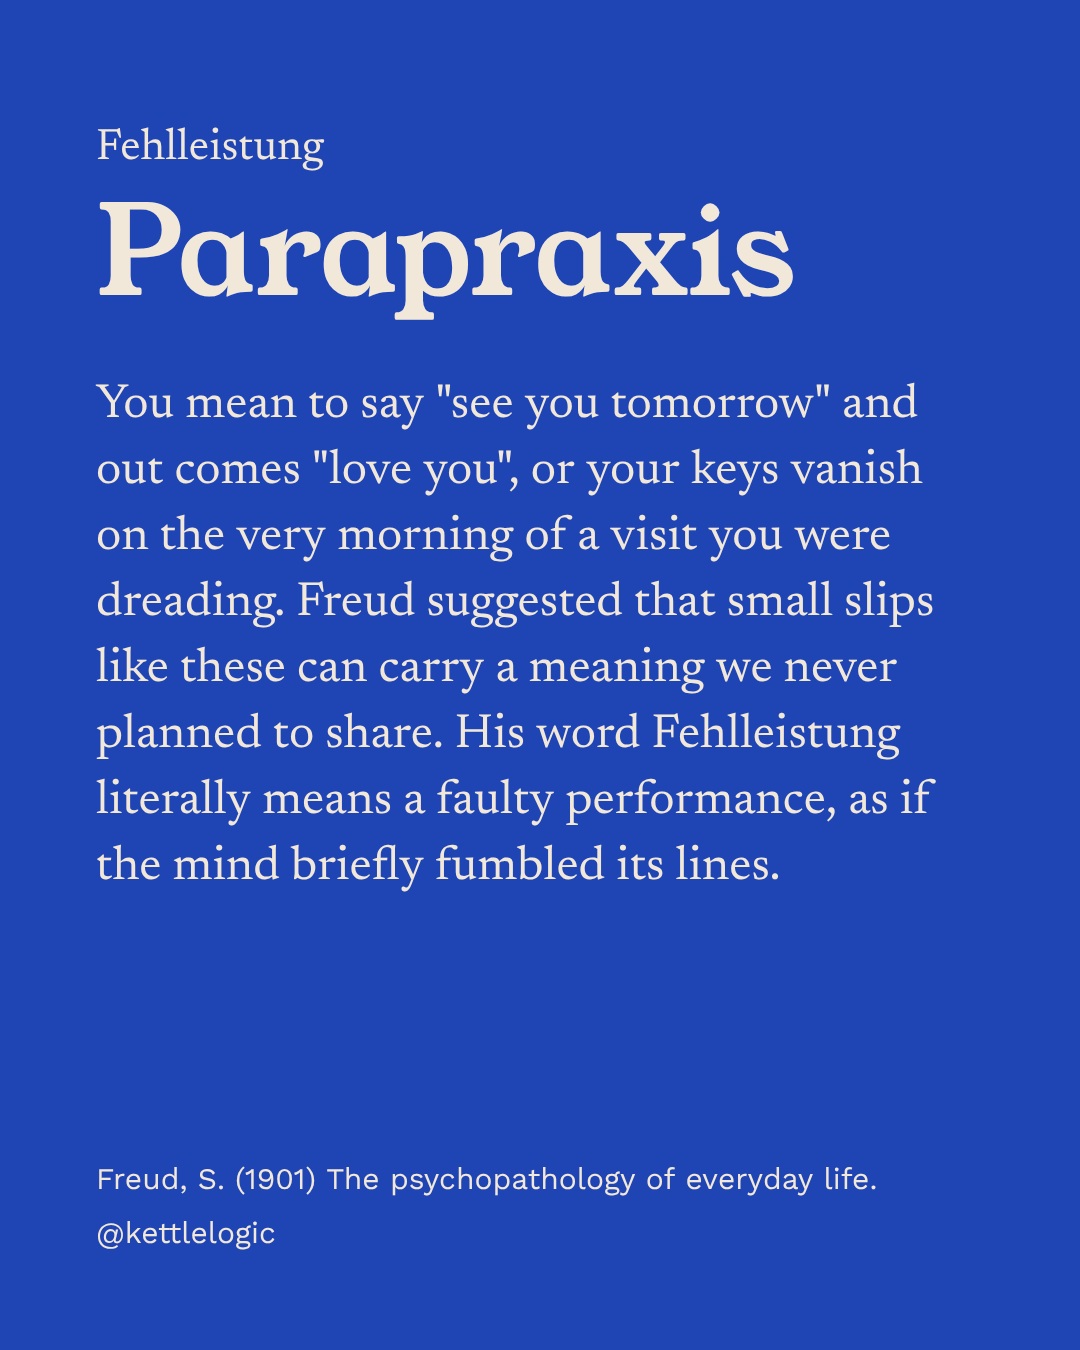 Fehlleistung
Parapraxis
You mean to say "see you tomorrow" and
out comes "love you", or your keys vanish
on the very morning of a visit you were
dreading. Freud suggested that small slips
like these can carry a meaning we never
planned to share. His word Fehlleistung
literally means a faulty performance, as if
the mind briefly fumbled its lines.
Freud, S. (1901) The psychopathology of everyday life.
@kettlelogic